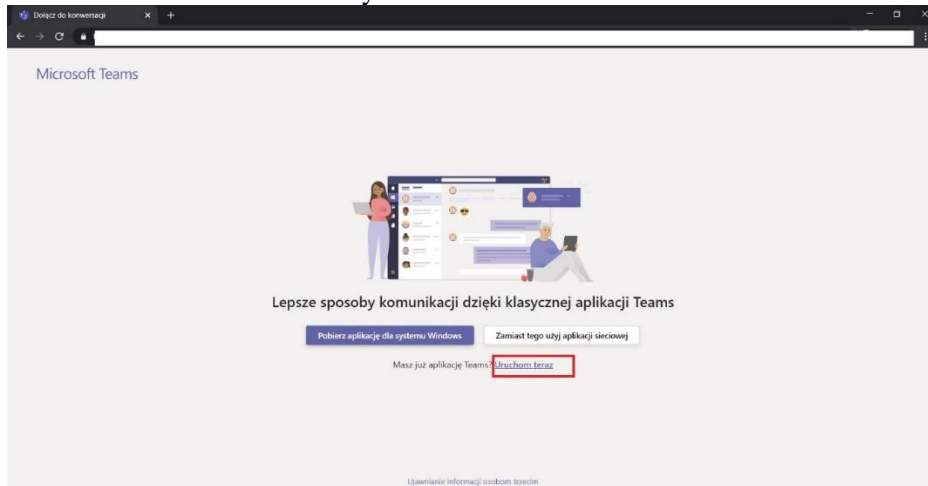 Dołącz do konwersacji
Microsoft Teams
Lepsze sposoby komunikacji dzięki klasycznej aplikacji Teams
Pobierz aplikację dla systemu Windows
Zamiast tego użyj aplikacji sieciowej
Masz już aplikację Teams? Uruchom teraz
Ujawnianie informacji osobom trzecim